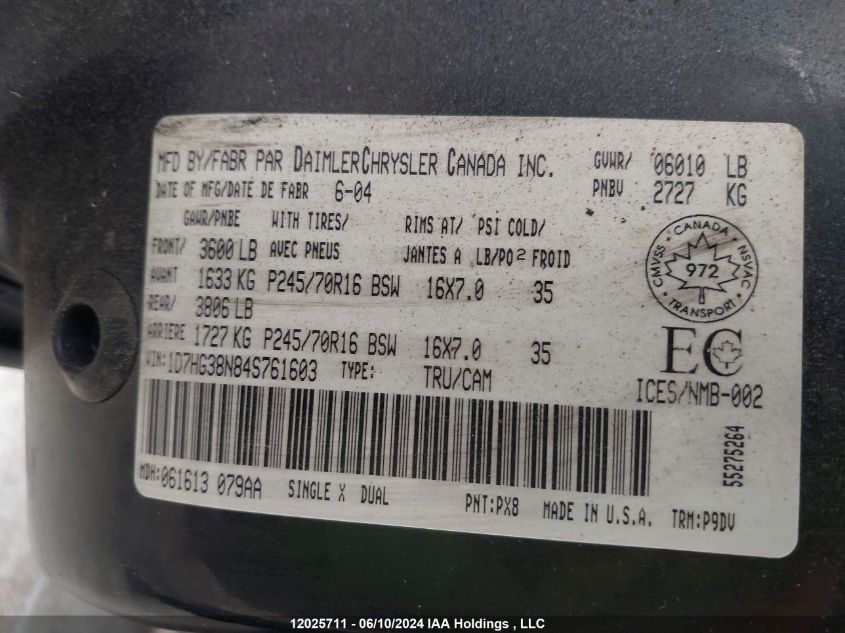 MFD BY/FABR PAR DAIMLERCHRYSLER CANADA INC. GVWR/ 06010 LB
DATE OF MFG/DATE DE FABR 6-04 PNBV 2727 KG
GAWR/PNBE WITH TIRES/ RIMS AT/ PSI COLD/
FRONT/ 3600 LB AVEC PNEUS JANTES A LB/PO2 FROID
AVANT 1633 KG P245/70R16 BSW 16X7.0 35
REAR/ 3806 LB
ARRIERE 1727 KG P245/70R16 BSW 16X7.0 35
VIN:1D7HG38N84S761603 TYPE: TRU/CAM
CANADA
CMVSS 972 NSVAC
TRANSPORT
EC
ICES/NMB-002
55275264
MDH:061613 079AA SINGLE X DUAL PNT:PX8 MADE IN U.S.A. TRM:P9DV
12025711 - 06/10/2024 IAA Holdings , LLC